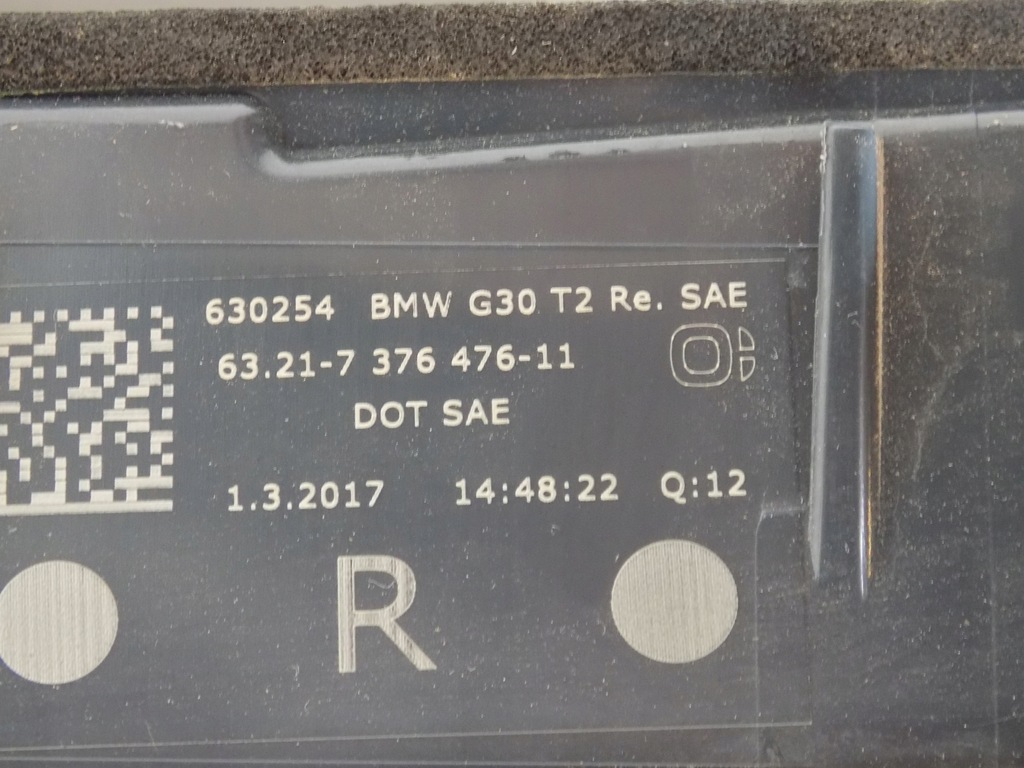 630254 BMW G30 T2 Re. SAE
63.21-7 376 476-11
DOT SAE
1.3.2017 14:48:22 Q:12
R